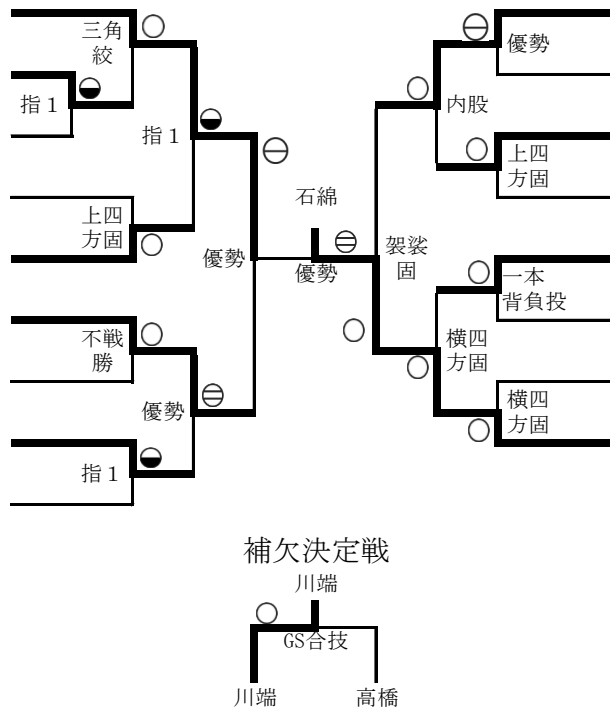 三角
絞
指１
指１
上四
方固
優勢
不戦
勝
優勢
指１
石綿
優勢
優勢
内股
上四
方固
袈裟
固
一本
背負投
横四
方固
横四
方固
補欠決定戦
川端
GS合技
川端
高橋